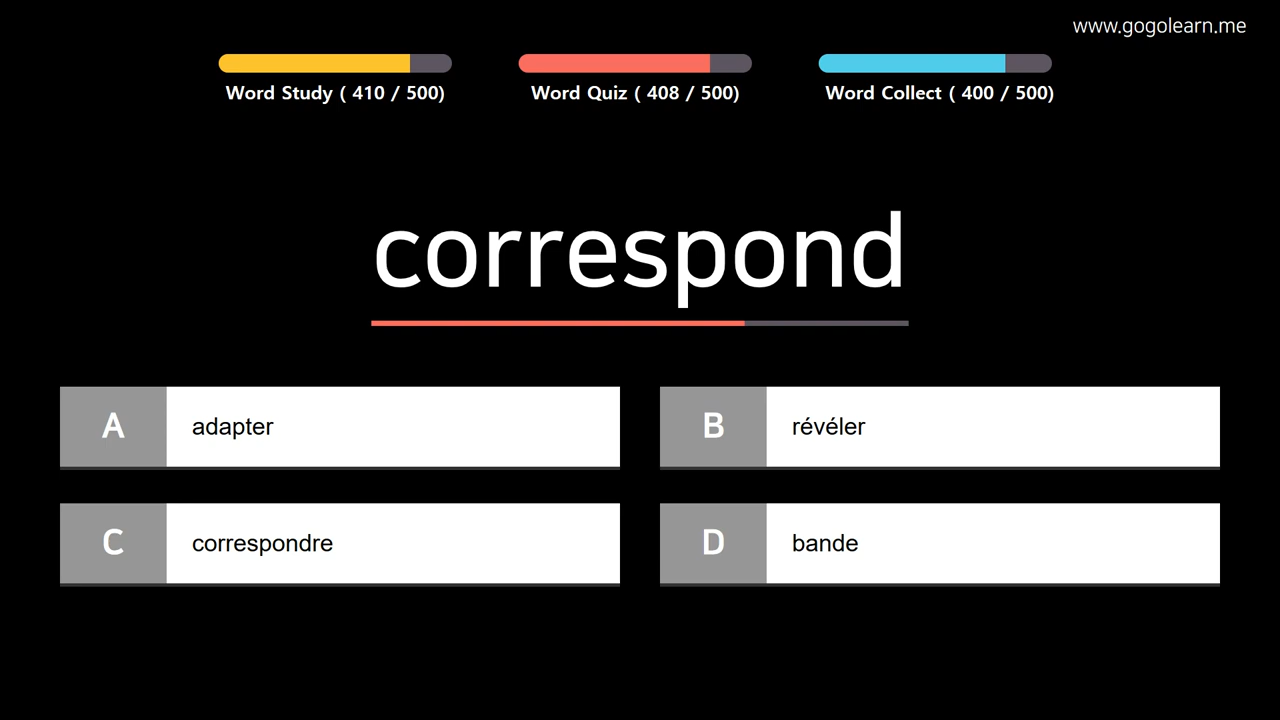 www.gogolearn.me
Word Study ( 410 / 500)
Word Quiz ( 408 / 500)
Word Collect ( 400 / 500)
correspond
A adapter
B révéler
C correspondre
D bande